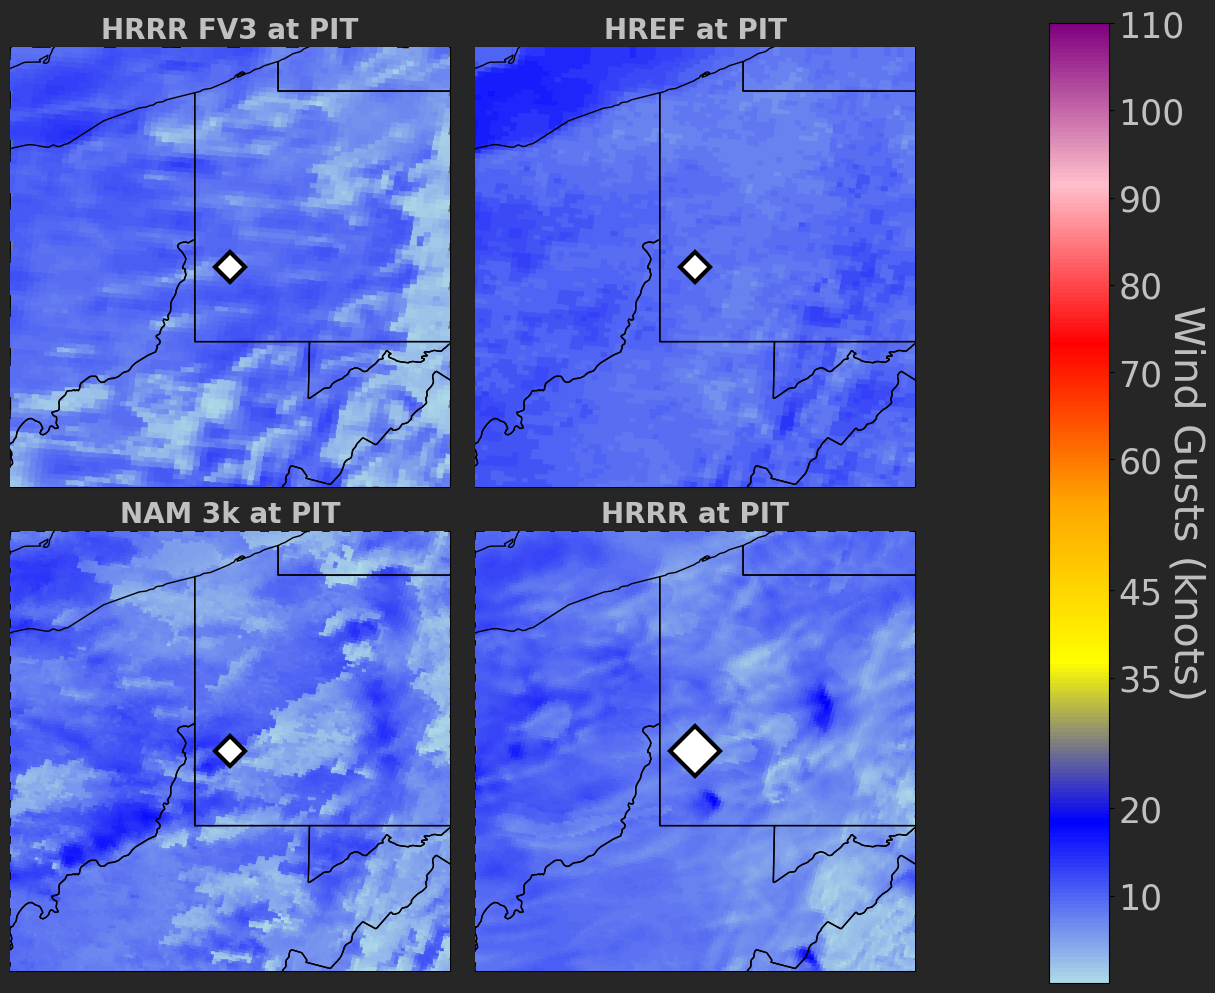 HRRR FV3 at PIT
HREF at PIT
NAM 3k at PIT
HRRR at PIT
110
100
90
80
70
60
45
35
20
10
Wind Gusts (knots)